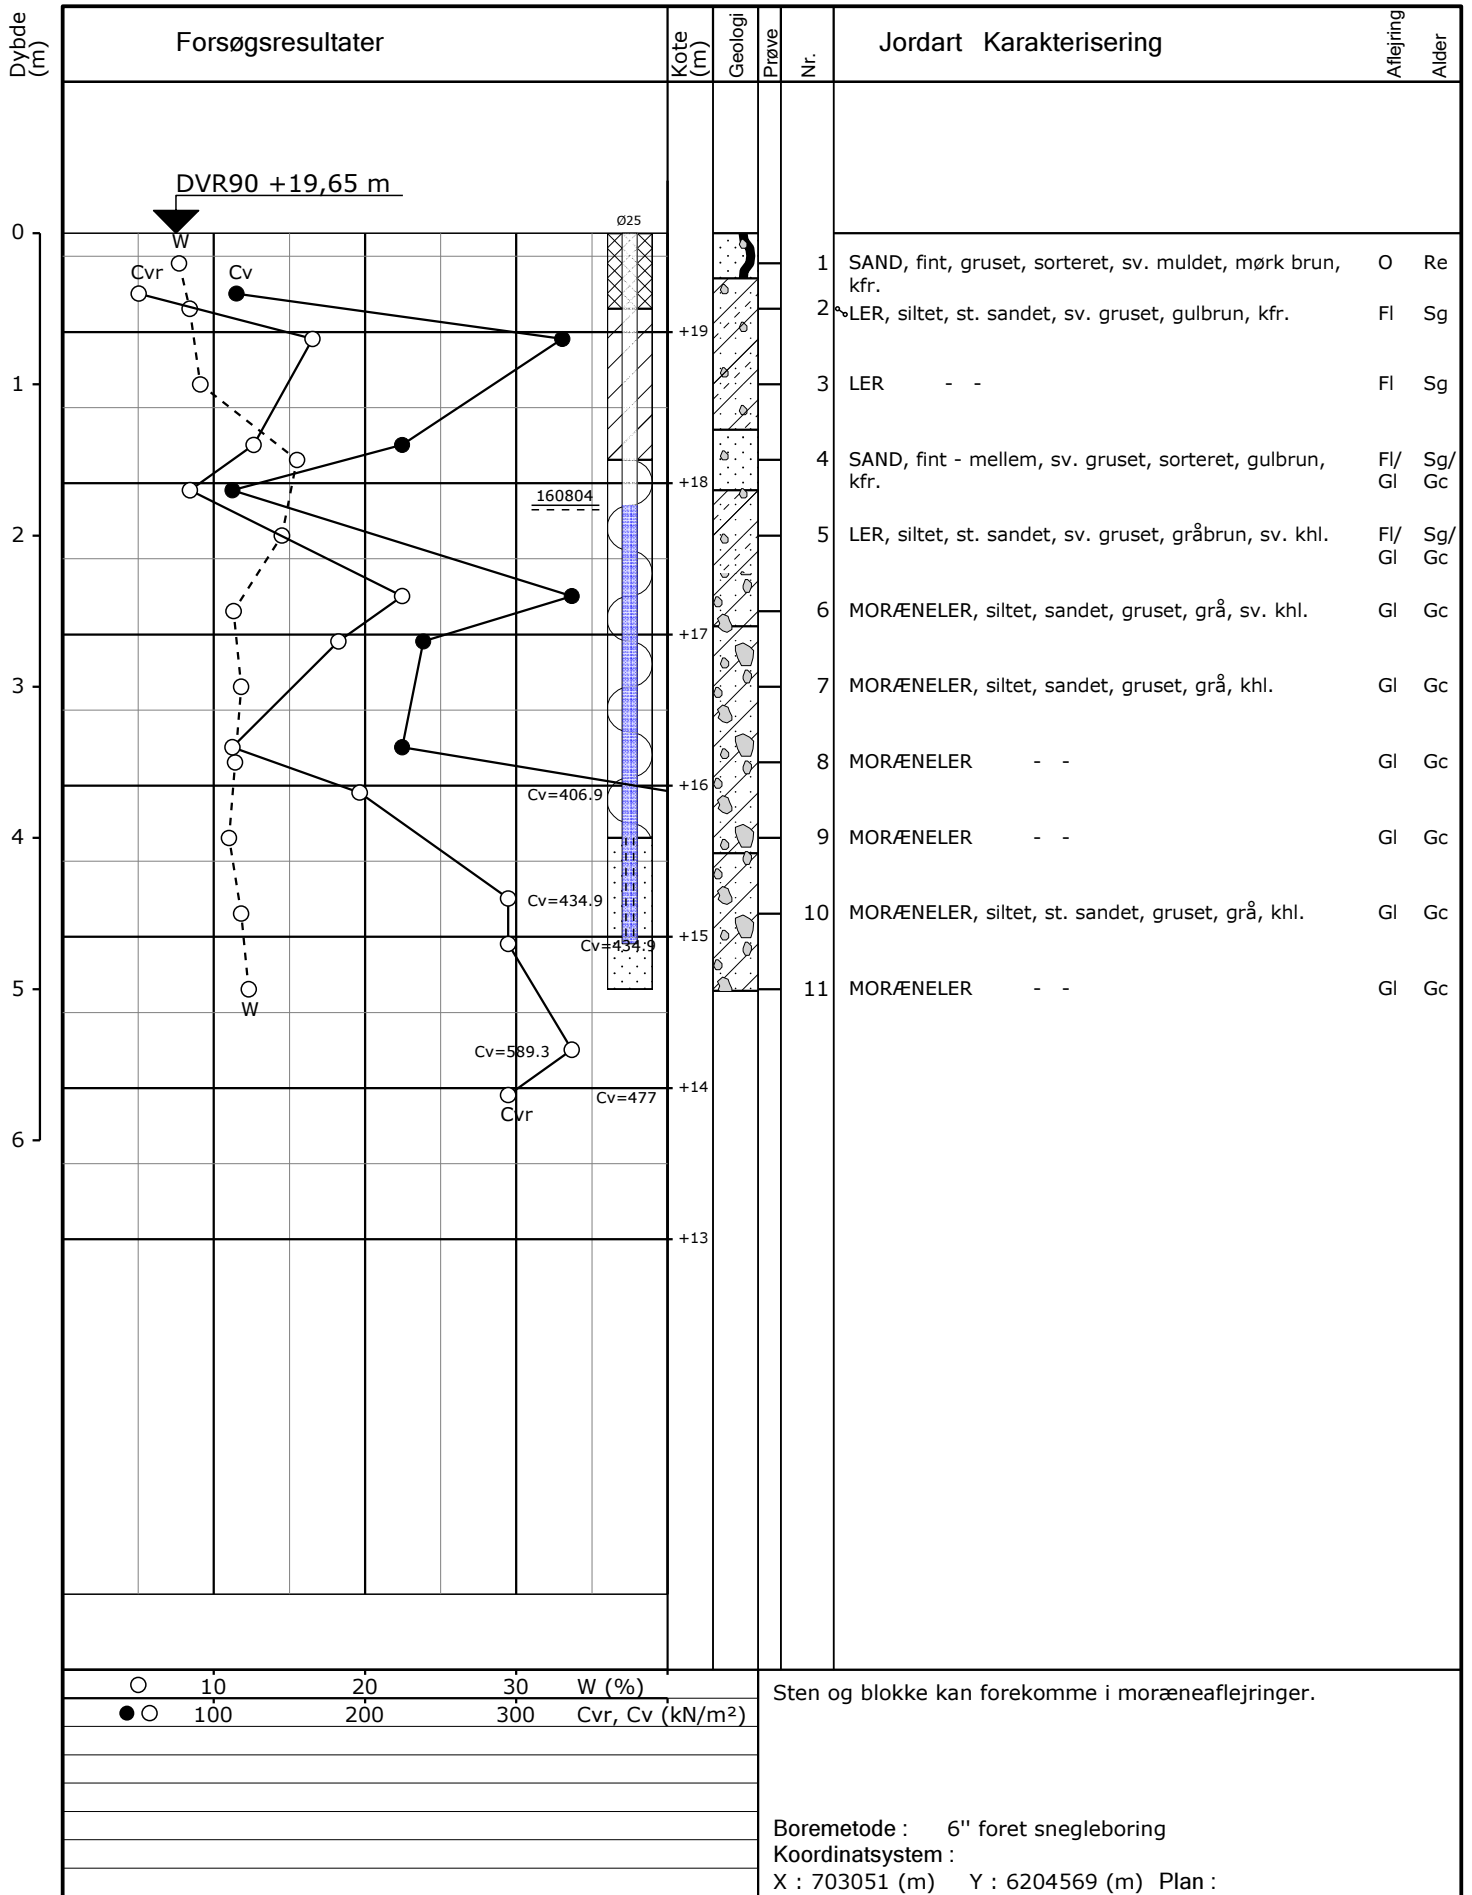 Dybde (m) Forsøgsresultater Kote (m) Geologi Prøve Nr. Jordart Karakterisering Aflejring Alder
DVR90 +19,65 m
Ø25
0
W
1 SAND, fint, gruset, sorteret, sv. muldet, mørk brun, O Re
kfr.
Cvr Cv
2 LER, siltet, st. sandet, sv. gruset, gulbrun, kfr. Fl Sg
+19
1 3 LER - - Fl Sg
4 SAND, fint - mellem, sv. gruset, sorteret, gulbrun, Fl/ Sg/
kfr. Gl Gc
+18
160804
2 5 LER, siltet, st. sandet, sv. gruset, gråbrun, sv. khl. Fl/ Sg/
Gl Gc
6 MORÆNELER, siltet, sandet, gruset, grå, sv. khl. Gl Gc
+17
3 7 MORÆNELER, siltet, sandet, gruset, grå, khl. Gl Gc
8 MORÆNELER - - Gl Gc
+16
Cv=406.9
4 9 MORÆNELER - - Gl Gc
Cv=434.9
10 MORÆNELER, siltet, st. sandet, gruset, grå, khl. Gl Gc
+15
Cv=434.9
5 11 MORÆNELER - - Gl Gc
W
Cv=589.3
+14
Cv=477
Cvr
6
+13
10 20 30 W (%)
100 200 300 Cvr, Cv (kN/m²)
Sten og blokke kan forekomme i moræneaflejringer.
Boremetode : 6" foret snegleboring
Koordinatsystem :
X : 703051 (m) Y : 6204569 (m) Plan :